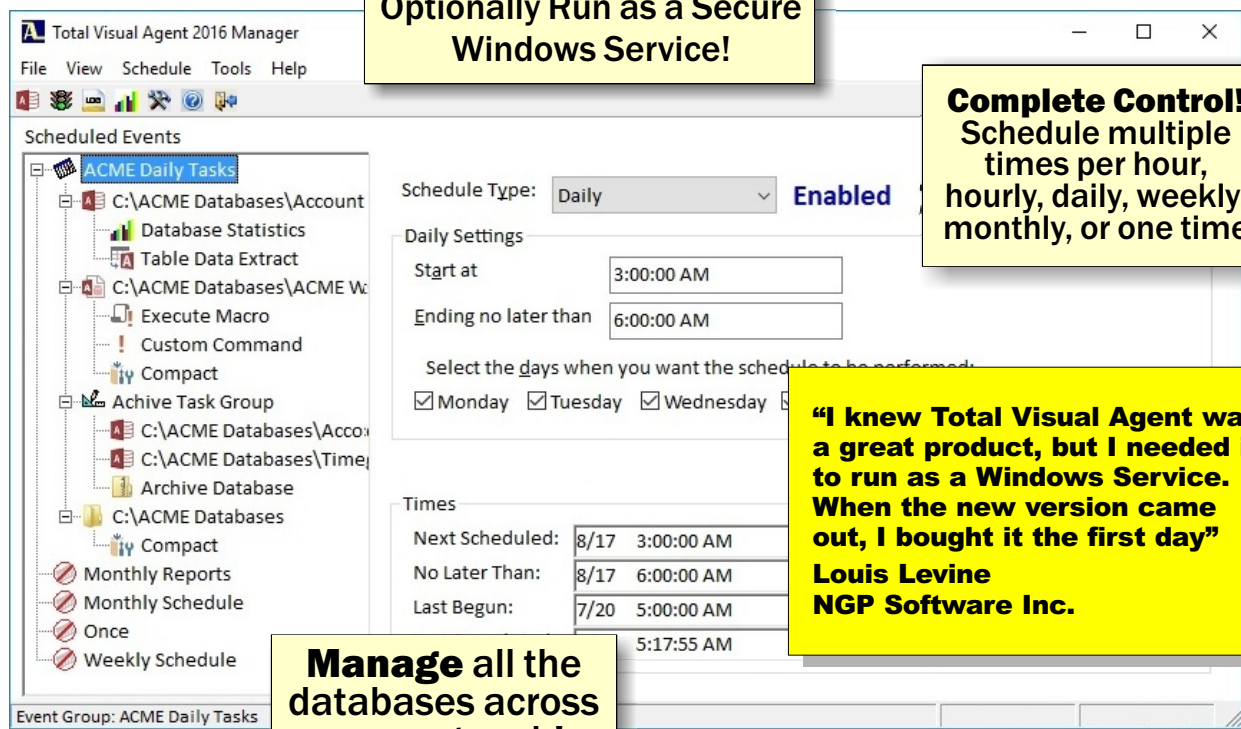 Optionally Run as a Secure
Windows Service!
Total Visual Agent 2016 Manager
File View Schedule Tools Help
Scheduled Events
ACME Daily Tasks
C:\ACME Databases\Account
Database Statistics
Table Data Extract
C:\ACME Databases\ACME
Execute Macro
Custom Command
Compact
Achive Task Group
C:\ACME Databases\Acco
C:\ACME Databases\Time
Archive Database
C:\ACME Databases
Compact
Monthly Reports
Monthly Schedule
Once
Weekly Schedule
Schedule Type: Daily Enabled
Daily Settings
Start at 3:00:00 AM
Ending no later than 6:00:00 AM
Select the days when you want the schedule to be performed:
Monday Tuesday Wednesday
Times
Next Scheduled: 8/17 3:00:00 AM
No Later Than: 8/17 6:00:00 AM
Last Begun: 7/20 5:00:00 AM
5:17:55 AM
Complete Control!
Schedule multiple
times per hour,
hourly, daily, weekly
monthly, or one time
“I knew Total Visual Agent wa
a great product, but I needed
to run as a Windows Service.
When the new version came
out, I bought it the first day”
Louis Levine
NGP Software Inc.
Manage all the
databases across
Event Group: ACME Daily Tasks